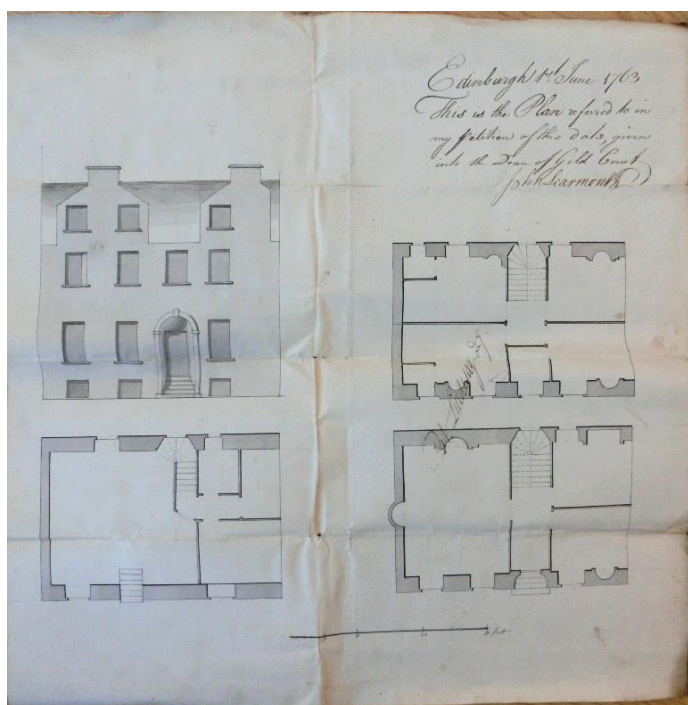 Edinburgh 1st June 1763
This is the Plan referred to in
my petition of this date, given
into the Dean of Gild Court
John Learmonth